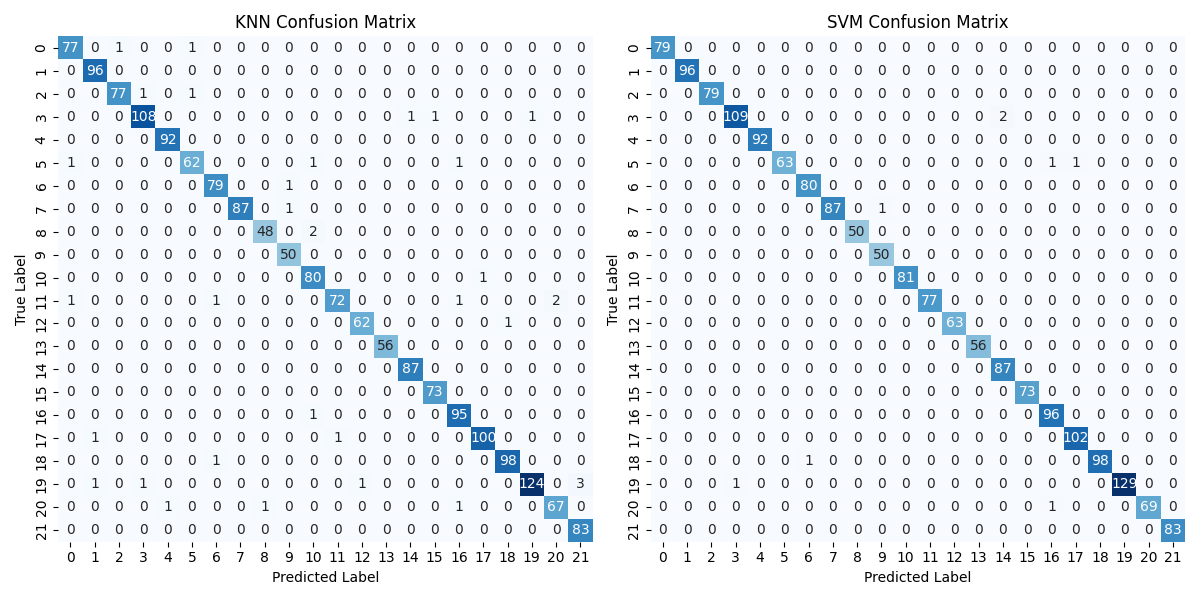 KNN Confusion Matrix
0 77 0 1 0 0 1 0 0 0 0 0 0 0 0 0 0 0 0 0 0 0 0
1 0 96 0 0 0 0 0 0 0 0 0 0 0 0 0 0 0 0 0 0 0 0
2 0 0 77 1 0 1 0 0 0 0 0 0 0 0 0 0 0 0 0 0 0 0
3 0 0 0 108 0 0 0 0 0 0 0 0 0 0 1 1 0 0 0 1 0 0
4 0 0 0 0 92 0 0 0 0 0 0 0 0 0 0 0 0 0 0 0 0 0
5 1 0 0 0 0 62 0 0 0 0 1 0 0 0 0 0 1 0 0 0 0 0
6 0 0 0 0 0 0 79 0 0 1 0 0 0 0 0 0 0 0 0 0 0 0
7 0 0 0 0 0 0 0 87 0 1 0 0 0 0 0 0 0 0 0 0 0 0
8 0 0 0 0 0 0 0 0 48 0 2 0 0 0 0 0 0 0 0 0 0 0
9 0 0 0 0 0 0 0 0 0 50 0 0 0 0 0 0 0 0 0 0 0 0
10 0 0 0 0 0 0 0 0 0 0 80 0 0 0 0 0 0 1 0 0 0 0
11 1 0 0 0 0 0 1 0 0 0 0 72 0 0 0 0 1 0 0 0 2 0
12 0 0 0 0 0 0 0 0 0 0 0 0 62 0 0 0 0 0 1 0 0 0
13 0 0 0 0 0 0 0 0 0 0 0 0 0 56 0 0 0 0 0 0 0 0
14 0 0 0 0 0 0 0 0 0 0 0 0 0 0 87 0 0 0 0 0 0 0
15 0 0 0 0 0 0 0 0 0 0 0 0 0 0 0 73 0 0 0 0 0 0
16 0 0 0 0 0 0 0 0 0 0 1 0 0 0 0 0 95 0 0 0 0 0
17 0 1 0 0 0 0 0 0 0 0 0 1 0 0 0 0 0 100 0 0 0 0
18 0 0 0 0 0 0 1 0 0 0 0 0 0 0 0 0 0 0 98 0 0 0
19 0 1 0 1 0 0 0 0 0 0 0 0 1 0 0 0 0 0 0 124 0 3
20 0 0 0 0 1 0 0 0 1 0 0 0 0 0 0 0 1 0 0 0 67 0
21 0 0 0 0 0 0 0 0 0 0 0 0 0 0 0 0 0 0 0 0 0 83
0 1 2 3 4 5 6 7 8 9 10 11 12 13 14 15 16 17 18 19 20 21
Predicted Label
True Label
SVM Confusion Matrix
0 79 0 0 0 0 0 0 0 0 0 0 0 0 0 0 0 0 0 0 0 0 0
1 0 96 0 0 0 0 0 0 0 0 0 0 0 0 0 0 0 0 0 0 0 0
2 0 0 79 0 0 0 0 0 0 0 0 0 0 0 0 0 0 0 0 0 0 0
3 0 0 0 109 0 0 0 0 0 0 0 0 0 0 2 0 0 0 0 0 0 0
4 0 0 0 0 92 0 0 0 0 0 0 0 0 0 0 0 0 0 0 0 0 0
5 0 0 0 0 0 63 0 0 0 0 0 0 0 0 0 0 1 1 0 0 0 0
6 0 0 0 0 0 0 80 0 0 0 0 0 0 0 0 0 0 0 0 0 0 0
7 0 0 0 0 0 0 0 87 0 1 0 0 0 0 0 0 0 0 0 0 0 0
8 0 0 0 0 0 0 0 0 50 0 0 0 0 0 0 0 0 0 0 0 0 0
9 0 0 0 0 0 0 0 0 0 50 0 0 0 0 0 0 0 0 0 0 0 0
10 0 0 0 0 0 0 0 0 0 0 81 0 0 0 0 0 0 0 0 0 0 0
11 0 0 0 0 0 0 0 0 0 0 0 77 0 0 0 0 0 0 0 0 0 0
12 0 0 0 0 0 0 0 0 0 0 0 0 63 0 0 0 0 0 0 0 0 0
13 0 0 0 0 0 0 0 0 0 0 0 0 0 56 0 0 0 0 0 0 0 0
14 0 0 0 0 0 0 0 0 0 0 0 0 0 0 87 0 0 0 0 0 0 0
15 0 0 0 0 0 0 0 0 0 0 0 0 0 0 0 73 0 0 0 0 0 0
16 0 0 0 0 0 0 0 0 0 0 0 0 0 0 0 0 96 0 0 0 0 0
17 0 0 0 0 0 0 0 0 0 0 0 0 0 0 0 0 0 102 0 0 0 0
18 0 0 0 0 0 0 1 0 0 0 0 0 0 0 0 0 0 0 98 0 0 0
19 0 0 0 1 0 0 0 0 0 0 0 0 0 0 0 0 0 0 0 129 0 0
20 0 0 0 0 0 0 0 0 0 0 0 0 0 0 0 0 1 0 0 0 69 0
21 0 0 0 0 0 0 0 0 0 0 0 0 0 0 0 0 0 0 0 0 0 83
0 1 2 3 4 5 6 7 8 9 10 11 12 13 14 15 16 17 18 19 20 21
Predicted Label
True Label